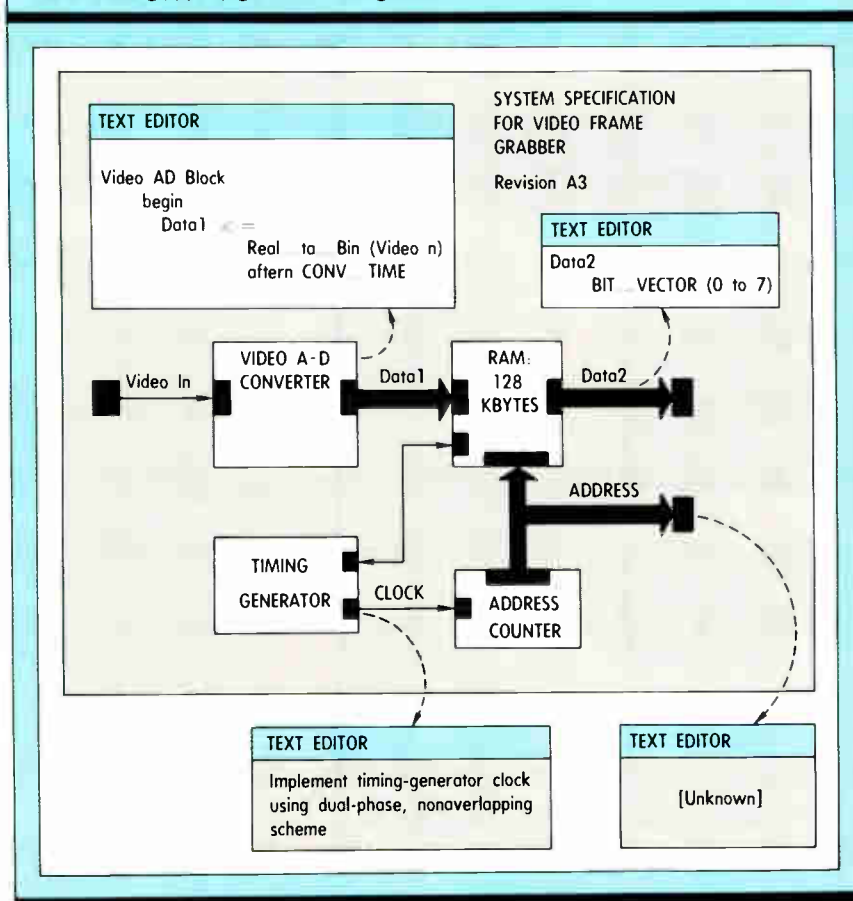 SYSTEM SPECIFICATION
FOR VIDEO FRAME
GRABBER
Revision A3
TEXT EDITOR
Video AD Block
begin
Data1 <=
Real _ ta _ Bin (Video n)
aftern CONV _ TIME
TEXT EDITOR
Data2
BIT _ VECTOR (0 to 7)
Video In
VIDEO A-D
CONVERTER
Data1
RAM:
128
KBYTES
Data2
ADDRESS
TIMING
GENERATOR
CLOCK
ADDRESS
COUNTER
TEXT EDITOR
Implement timing-generator clock
using dual-phase, nonaverlapping
scheme
TEXT EDITOR
[Unknown]